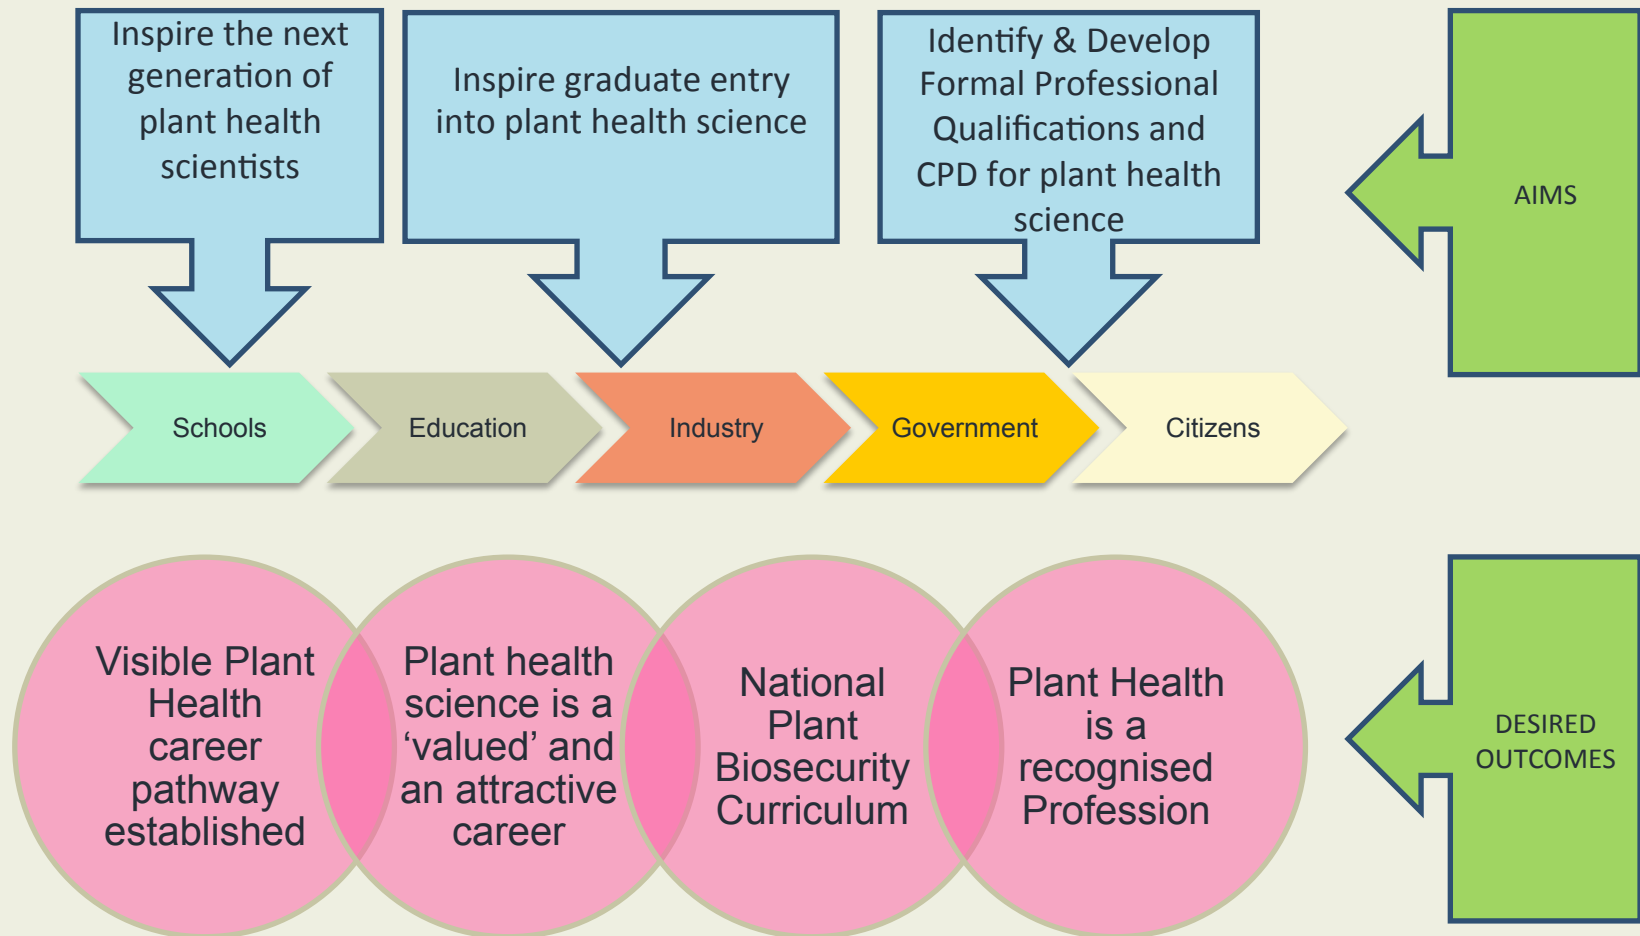 Inspire the next
generation of
plant health
scientists
Inspire graduate entry
into plant health science
Identify & Develop
Formal Professional
Qualifications and
CPD for plant health
science
AIMS
Schools
Education
Industry
Government
Citizens
Visible Plant
Health
career
pathway
established
Plant health
science is a
‘valued’ and
an attractive
career
National
Plant
Biosecurity
Curriculum
Plant Health
is a
recognised
Profession
DESIRED
OUTCOMES